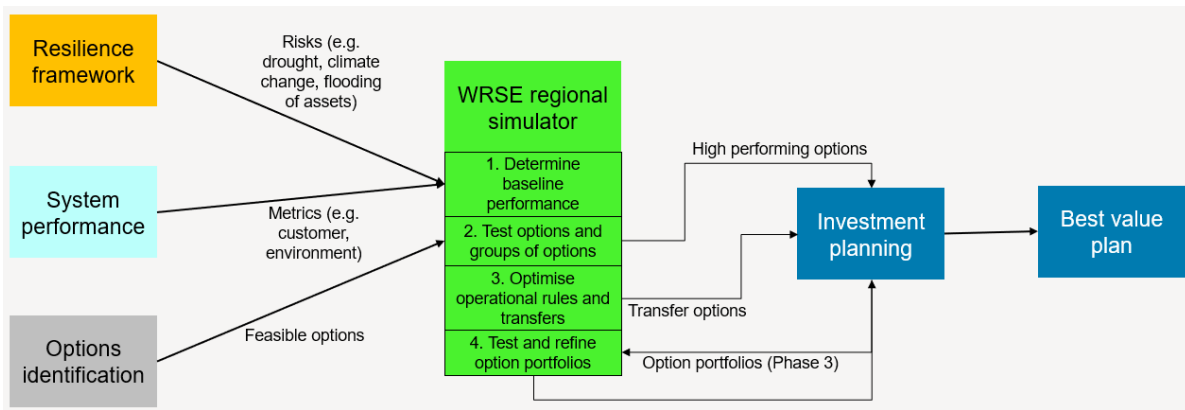 Resilience
framework
Risks (e.g.
drought, climate
change, flooding
of assets)
System
performance
Metrics (e.g.
customer,
environment)
Options
identification
Feasible options
WRSE regional
simulator
1. Determine
baseline
performance
2. Test options and
groups of options
3. Optimise
operational rules and
transfers
4. Test and refine
option portfolios
High performing options
Transfer options
Option portfolios (Phase 3)
Investment
planning
Best value
plan